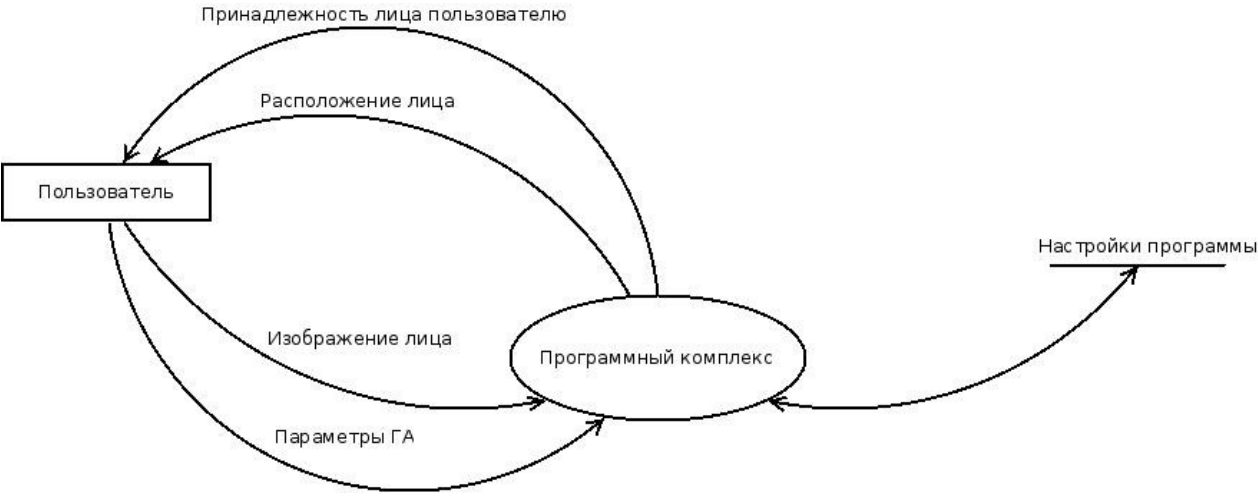 Принадлежность лица пользователю
Расположение лица
Пользователь
Настройки программы
Изображение лица
Программный комплекс
Параметры ГА